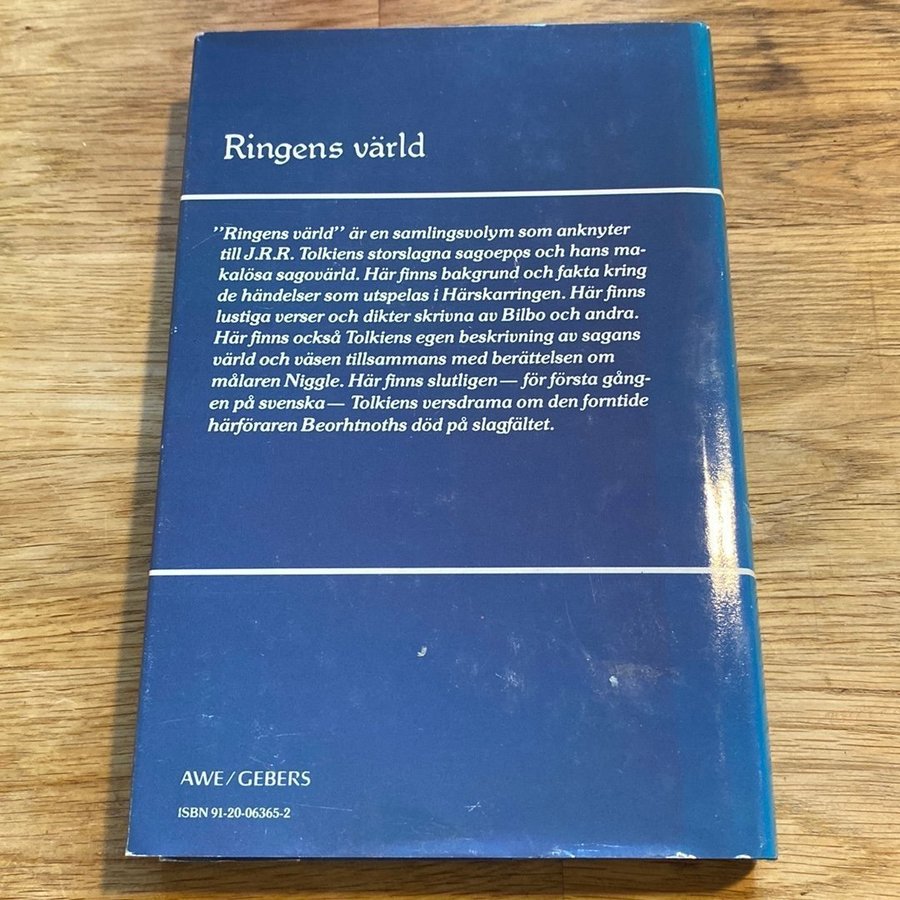 Ringens värld
”Ringens värld” är en samlingsvolym som anknyter
till J.R.R. Tolkiens storslagna sagoepos och hans ma-
kalösa sagovärld. Här finns bakgrund och fakta kring
de händelser som utspelas i Härskarringen. Här finns
lustiga verser och dikter skrivna av Bilbo och andra.
Här finns också Tolkiens egen beskrivning av sagans
värld och väsen tillsammans med berättelsen om
målaren Niggle. Här finns slutligen — för första gång-
en på svenska — Tolkiens versdrama om den forntide
härföraren Beorhtnoths död på slagfältet.
AWE/GEBERS
ISBN 91-20-06365-2